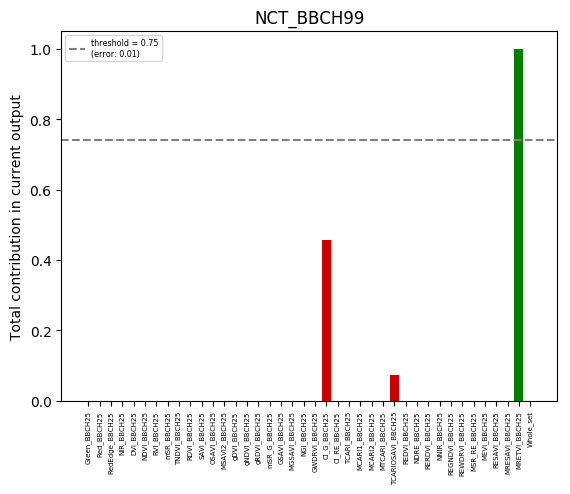 NCT_BBCH99
threshold = 0.75
(error: 0.01)
Total contribution in current output
1.0
0.8
0.6
0.4
0.2
0.0
Green_BBCH25
Red_BBCH25
RedEdge_BBCH25
NIR_BBCH25
DVI_BBCH25
NDVI_BBCH25
RVI_BBCH25
mSR_BBCH25
TNDVI_BBCH25
RDVI_BBCH25
SAVI_BBCH25
OSAVI_BBCH25
MSAVI2_BBCH25
gDVI_BBCH25
gNDVI_BBCH25
gRDVI_BBCH25
mSR_G_BBCH25
GSAVI_BBCH25
MGSAVI_BBCH25
NGI_BBCH25
GWDRVI_BBCH25
CI_G_BBCH25
CI_RE_BBCH25
TCARI_BBCH25
MCARI1_BBCH25
MCARI2_BBCH25
MTCARI_BBCH25
TCARIOSAVI_BBCH25
REDVI_BBCH25
NDRE_BBCH25
RERDVI_BBCH25
NNIR_BBCH25
REGNDVI_BBCH25
REWDRVI_BBCH25
MSR_RE_BBCH25
MEVI_BBCH25
RESAVI_BBCH25
MRESAVI_BBCH25
MRETVI_BBCH25
Whole_set